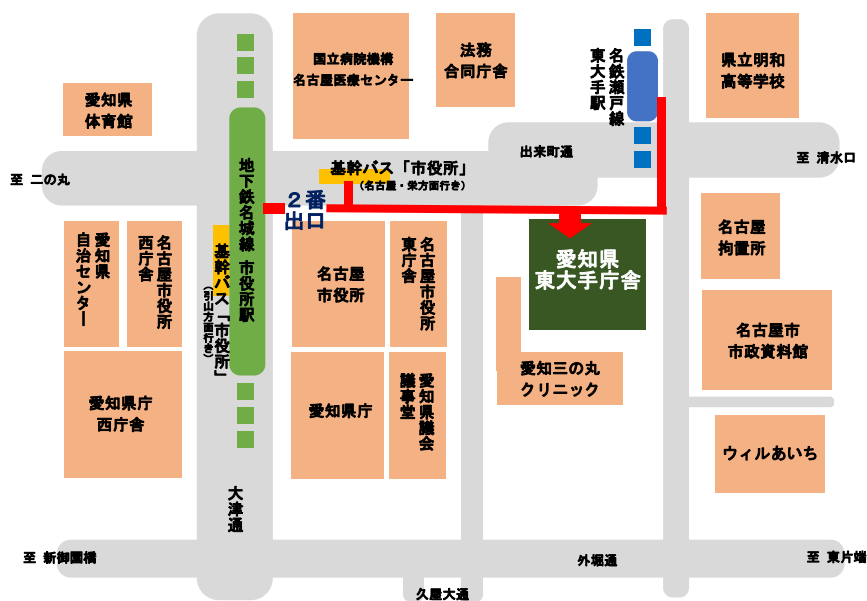 国立病院機構
名古屋医療センター
法務
合同庁舎
名鉄瀬戸線
東大手駅
県立明和
高等学校
愛知県
体育館
地下鉄名城線 市役所駅
出来町通
至 清水口
至 二の丸
基幹バス「市役所」
(名古屋・栄方面行き)
2番
出口
愛知県
自治センター
名古屋市役所
西庁舎
基幹バス「市役所」
(引山方面行き)
名古屋
市役所
名古屋市役所
東庁舎
愛知県
東大手庁舎
名古屋
拘置所
名古屋市
市政資料館
愛知三の丸
クリニック
愛知県庁
西庁舎
愛知県庁
愛知県議会
議事堂
ウィルあいち
大津通
至 新御園橋
外堀通
至 東片端
久屋大通